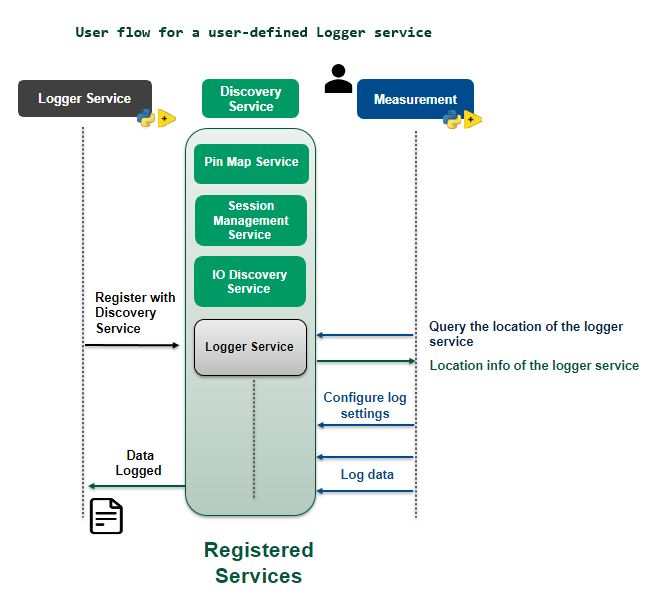 User flow for a user-defined Logger service
Logger Service
Discovery
Service
Measurement
Pin Map Service
Session
Management
Service
IO Discovery
Service
Register with
Discovery
Service
Logger Service
Query the location of the logger
service
Location info of the logger service
Configure log
settings
Data
Logged
Log data
Registered
Services